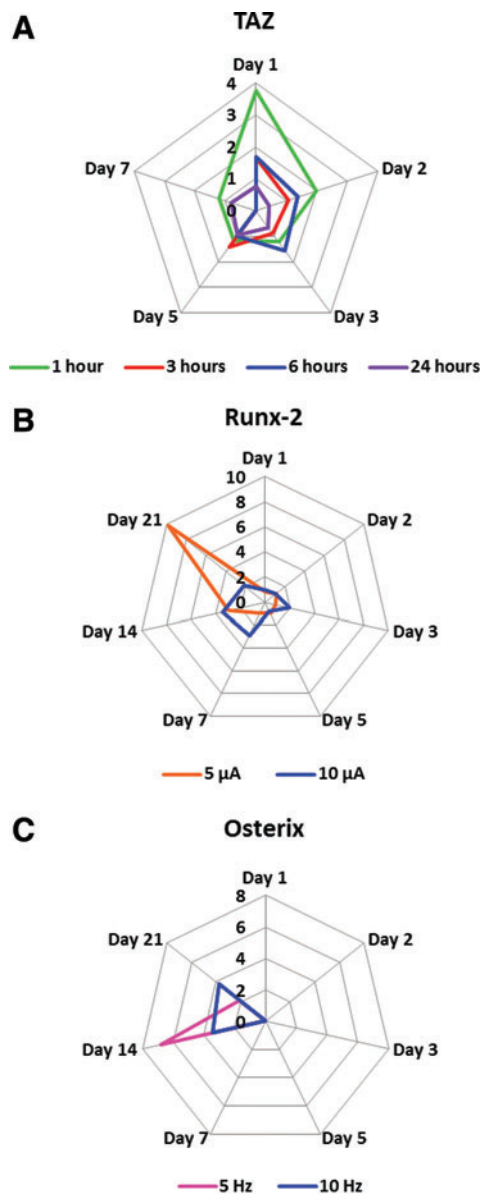 A
TAZ
Day 1
4
3
2
1
0
Day 7
Day 2
Day 5
Day 3
1 hour 3 hours 6 hours 24 hours
B
Runx-2
Day 1
10
8
6
4
2
0
Day 21
Day 2
Day 14
Day 3
Day 7
Day 5
5 µA 10 µA
C
Osterix
Day 1
8
6
4
2
0
Day 21
Day 2
Day 14
Day 3
Day 7
Day 5
5 Hz 10 Hz